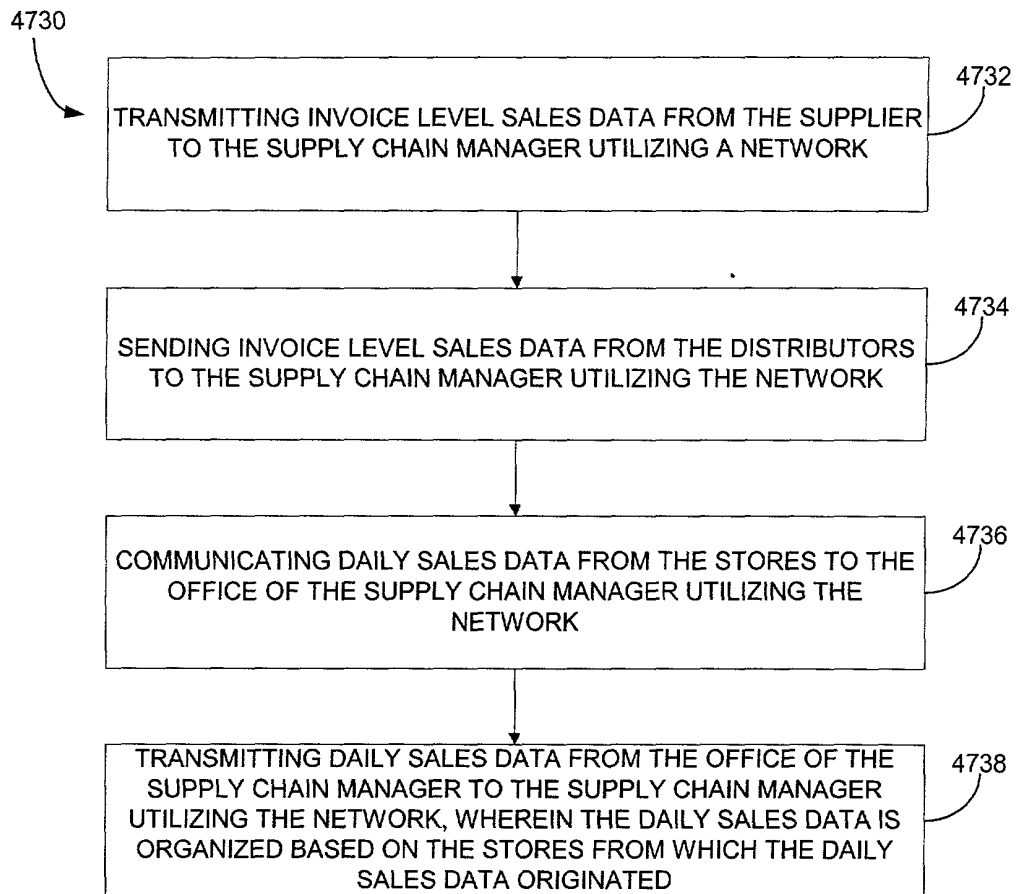 4730
4732
TRANSMITTING INVOICE LEVEL SALES DATA FROM THE SUPPLIER
TO THE SUPPLY CHAIN MANAGER UTILIZING A NETWORK
4734
SENDING INVOICE LEVEL SALES DATA FROM THE DISTRIBUTORS
TO THE SUPPLY CHAIN MANAGER UTILIZING THE NETWORK
4736
COMMUNICATING DAILY SALES DATA FROM THE STORES TO THE
OFFICE OF THE SUPPLY CHAIN MANAGER UTILIZING THE
NETWORK
4738
TRANSMITTING DAILY SALES DATA FROM THE OFFICE OF THE
SUPPLY CHAIN MANAGER TO THE SUPPLY CHAIN MANAGER
UTILIZING THE NETWORK, WHEREIN THE DAILY SALES DATA IS
ORGANIZED BASED ON THE STORES FROM WHICH THE DAILY
SALES DATA ORIGINATED